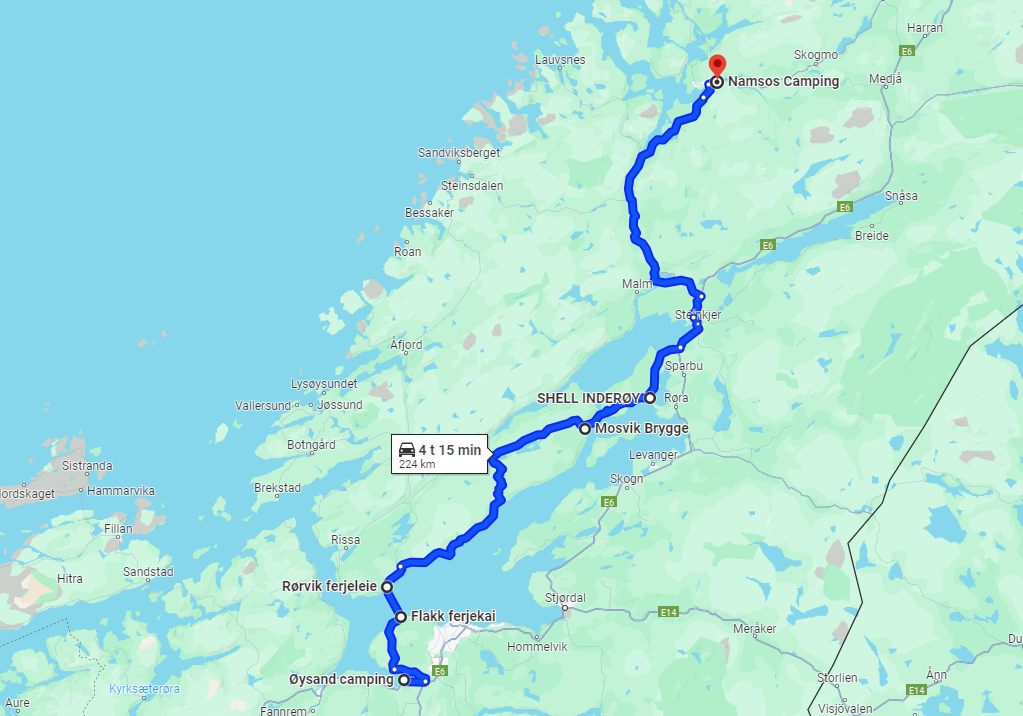 Harran
E6
Lauvsnes
Skogmo
Medjå
Namsos Camping
Sandviksberget
Steinsdalen
Snåsa
E6
Bessaker
Breide
E6
Roan
Malm
Steinkjer
Åfjord
Sparbu
Lysøysundet
SHELL INDERØY
Røra
Vallersund
Jøssund
Mosvik Brygge
Botngård
4 t 15 min
224 km
Levanger
Sistranda
Skogn
Hammarvika
Brekstad
E6
Fillan
Rissa
Sandstad
Hitra
Rørvik ferjeleie
Stjørdal
Flakk ferjekai
E14
Meråker
Hommelvik
E6
Øysand camping
Storlien
Ånn
Kyrksæterøra
E14
Aure
Fannrem
Visjövalen